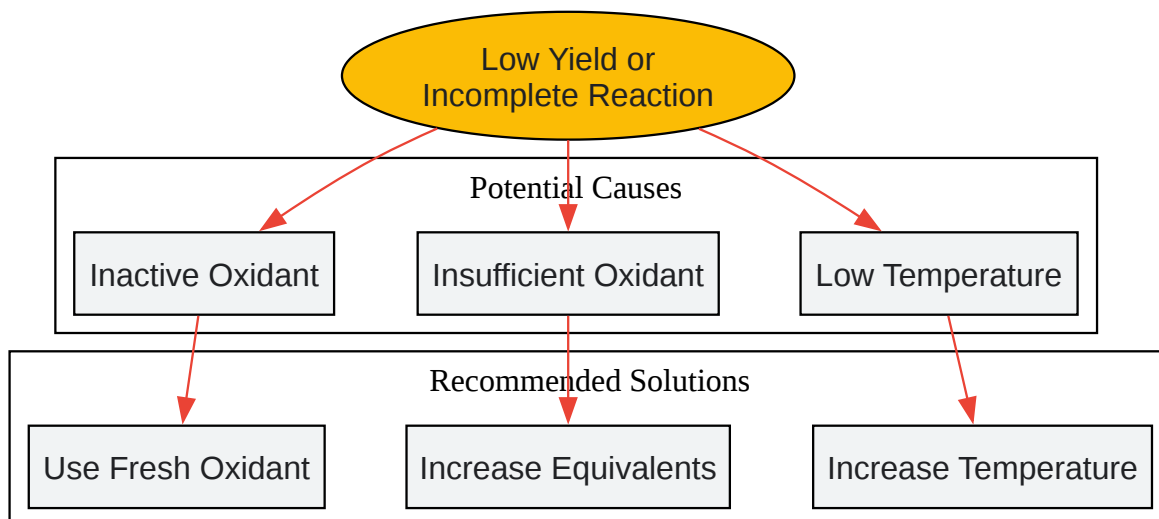 Low Yield or
Incomplete Reaction
Potential Causes
Inactive Oxidant
Insufficient Oxidant
Low Temperature
Recommended Solutions
Use Fresh Oxidant
Increase Equivalents
Increase Temperature